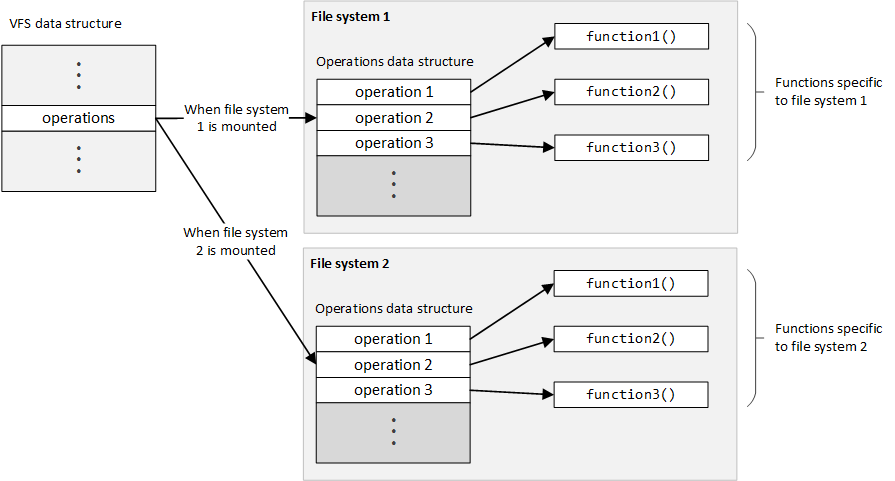 VFS data structure
operations
When file system
1 is mounted
When file system
2 is mounted
File system 1
Operations data structure
operation 1
operation 2
operation 3
function1()
function2()
function3()
Functions specific
to file system 1
File system 2
Operations data structure
operation 1
operation 2
operation 3
function1()
function2()
function3()
Functions specific
to file system 2